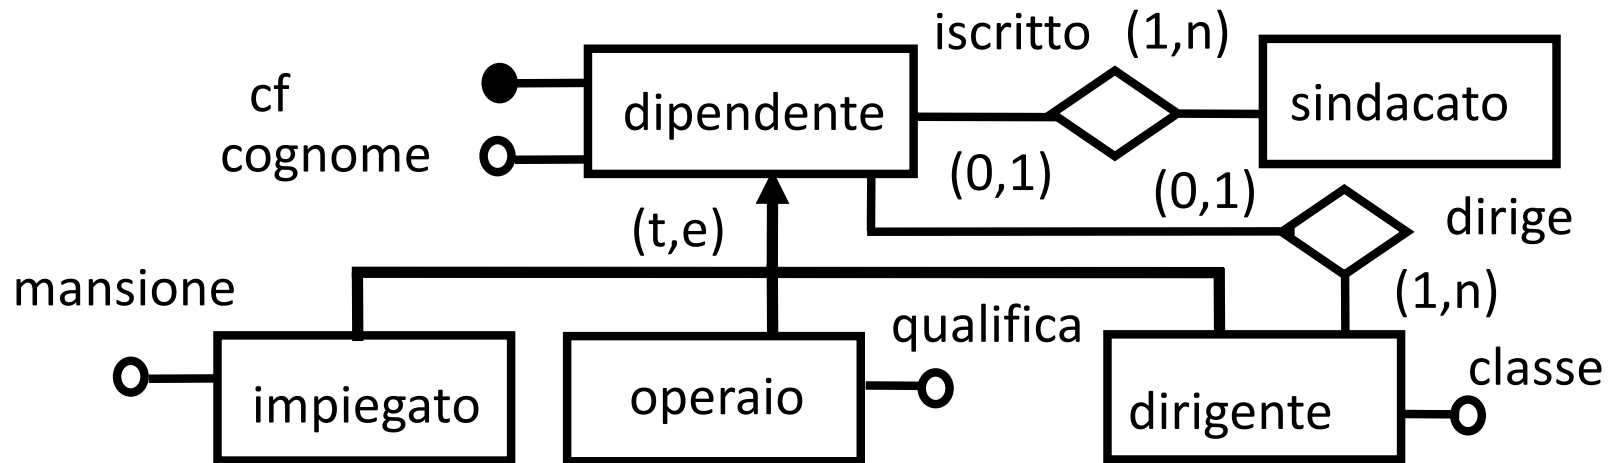 iscritto (1,n)
cf
dipendente
sindacato
cognome
(0,1)
(0,1)
dirige
(t,e)
mansione
(1,n)
qualifica
classe
impiegato
operaio
dirigente